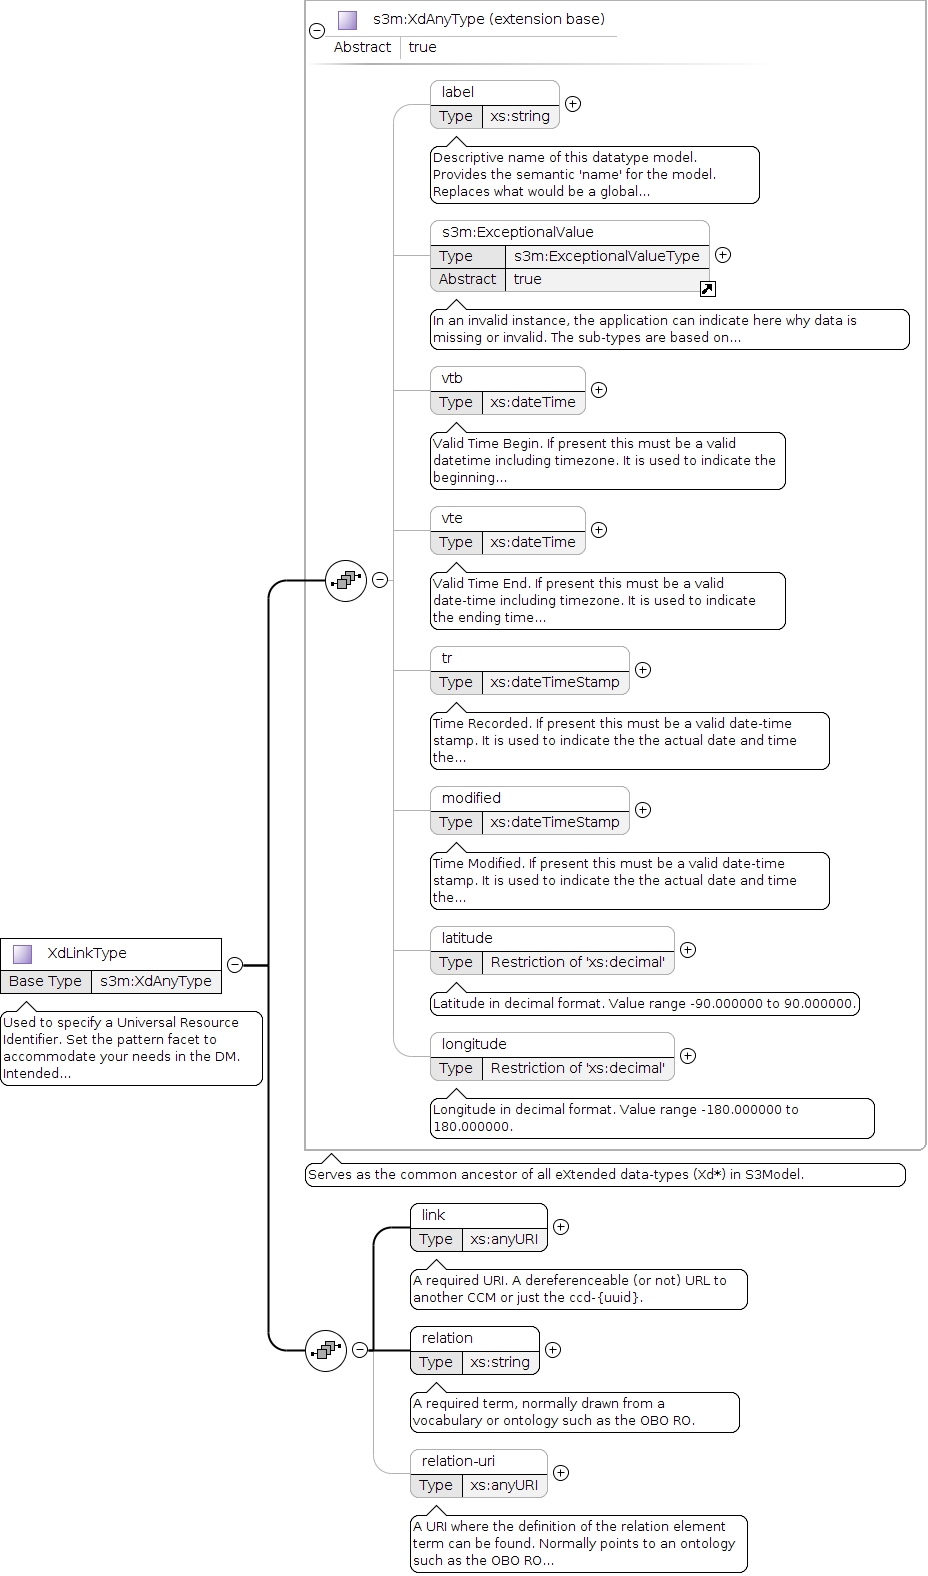 s3m:XdAnyType (extension base)
Abstract true
label
Type xs:string
Descriptive name of this datatype model.
Provides the semantic 'name' for the model.
Replaces what would be a global...
s3m:ExceptionalValue
Type s3m:ExceptionalValueType
Abstract true
In an invalid instance, the application can indicate here why data is
missing or invalid. The sub-types are based on...
vtb
Type xs:dateTime
Valid Time Begin. If present this must be a valid
datetime including timezone. It is used to indicate the
beginning...
vte
Type xs:dateTime
Valid Time End. If present this must be a valid
date-time including timezone. It is used to indicate
the ending time...
tr
Type xs:dateTimeStamp
Time Recorded. If present this must be a valid date-time
stamp. It is used to indicate the the actual date and time
the...
modified
Type xs:dateTimeStamp
Time Modified. If present this must be a valid date-time
stamp. It is used to indicate the the actual date and time
the...
latitude
Type Restriction of 'xs:decimal'
Latitude in decimal format. Value range -90.000000 to 90.000000.
longitude
Type Restriction of 'xs:decimal'
Longitude in decimal format. Value range -180.000000 to
180.000000.
XdLinkType
Base Type s3m:XdAnyType
Used to specify a Universal Resource
Identifier. Set the pattern facet to
accommodate your needs in the DM.
Intended...
Serves as the common ancestor of all eXtended data-types (Xd*) in S3Model.
link
Type xs:anyURI
A required URI. A dereferenceable (or not) URL to
another CCM or just the ccd-{uuid}.
relation
Type xs:string
A required term, normally drawn from a
vocabulary or ontology such as the OBO RO.
relation-uri
Type xs:anyURI
A URI where the definition of the relation element
term can be found. Normally points to an ontology
such as the OBO RO...